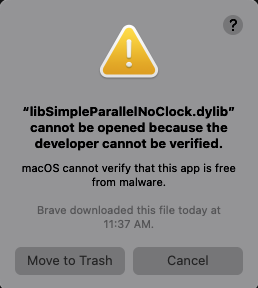 ?
“libSimpleParallelNoClock.dylib”
cannot be opened because the
developer cannot be verified.
macOS cannot verify that this app is free
from malware.
Brave downloaded this file today at
11:37 AM.
Move to Trash
Cancel